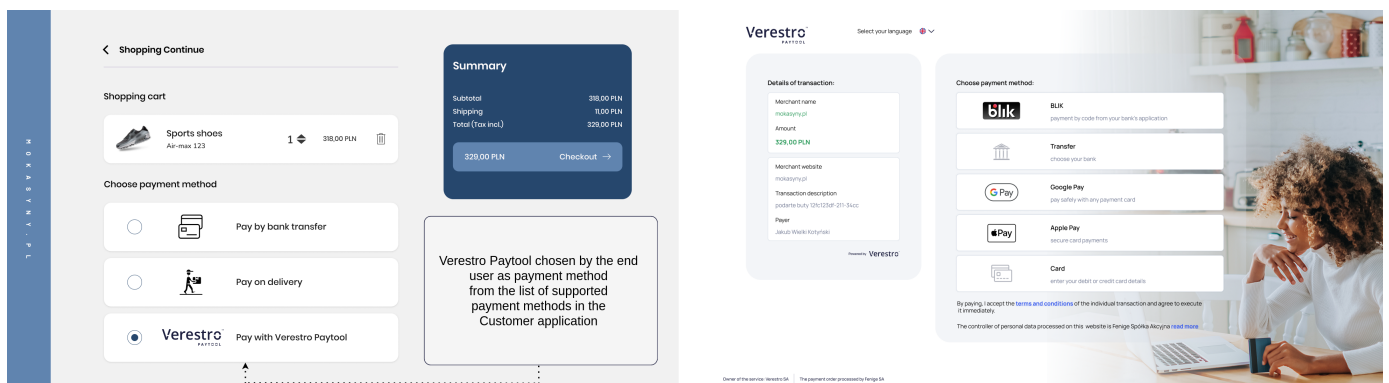 MOKASYNY.PL
Shopping Continue
Shopping cart
Sports shoes
Air-max 123
1
318,00 PLN
Choose payment method
Pay by bank transfer
Pay on delivery
Verestro
PAYTOOL
Pay with Verestro Paytool
Summary
Subtotal 318,00 PLN
Shipping 11,00 PLN
Total (Tax incl.) 329,00 PLN
329,00 PLN Checkout →
Verestro Paytool chosen by the end
user as payment method
from the list of supported
payment methods in the
Customer application
Verestro
PAYTOOL
Select your language
Details of transaction:
Merchant name
mokasyny.pl
Amount
329,00 PLN
Merchant website
mokasyny.pl
Transaction description
podarte buty 12fc123df-211-34cc
Payer
Jakub Wielki Kotyński
Powered by Verestro
Choose payment method:
blik
BLIK
payment by code from your bank's application
Transfer
choose your bank
G Pay
Google Pay
pay safely with any payment card
Pay
Apple Pay
secure card payments
Card
enter your debit or credit card details
By paying, I accept the terms and conditions of the individual transaction and agree to execute
it immediately.
The controller of personal data processed on this website is Fenige Spółka Akcyjna read more
Owner of the service: Verestro SA
The payment order processed by Fenige SA